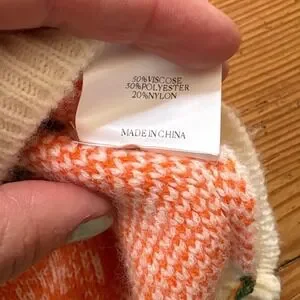 50%VISCOSE
30%POLYESTER
20%NYLON
MADE IN CHINA